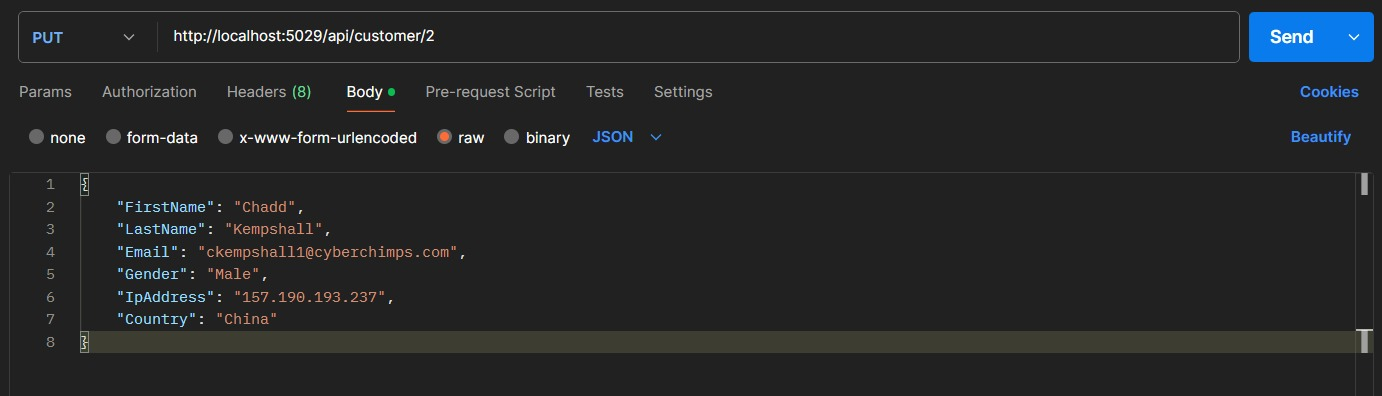 PUT http://localhost:5029/api/customer/2 Send
Params Authorization Headers (8) Body Pre-request Script Tests Settings Cookies
none form-data x-www-form-urlencoded raw binary JSON Beautify
1 {
2 "FirstName": "Chadd",
3 "LastName": "Kempshall",
4 "Email": "ckempshall1@cyberchimps.com",
5 "Gender": "Male",
6 "IpAddress": "157.190.193.237",
7 "Country": "China"
8 }